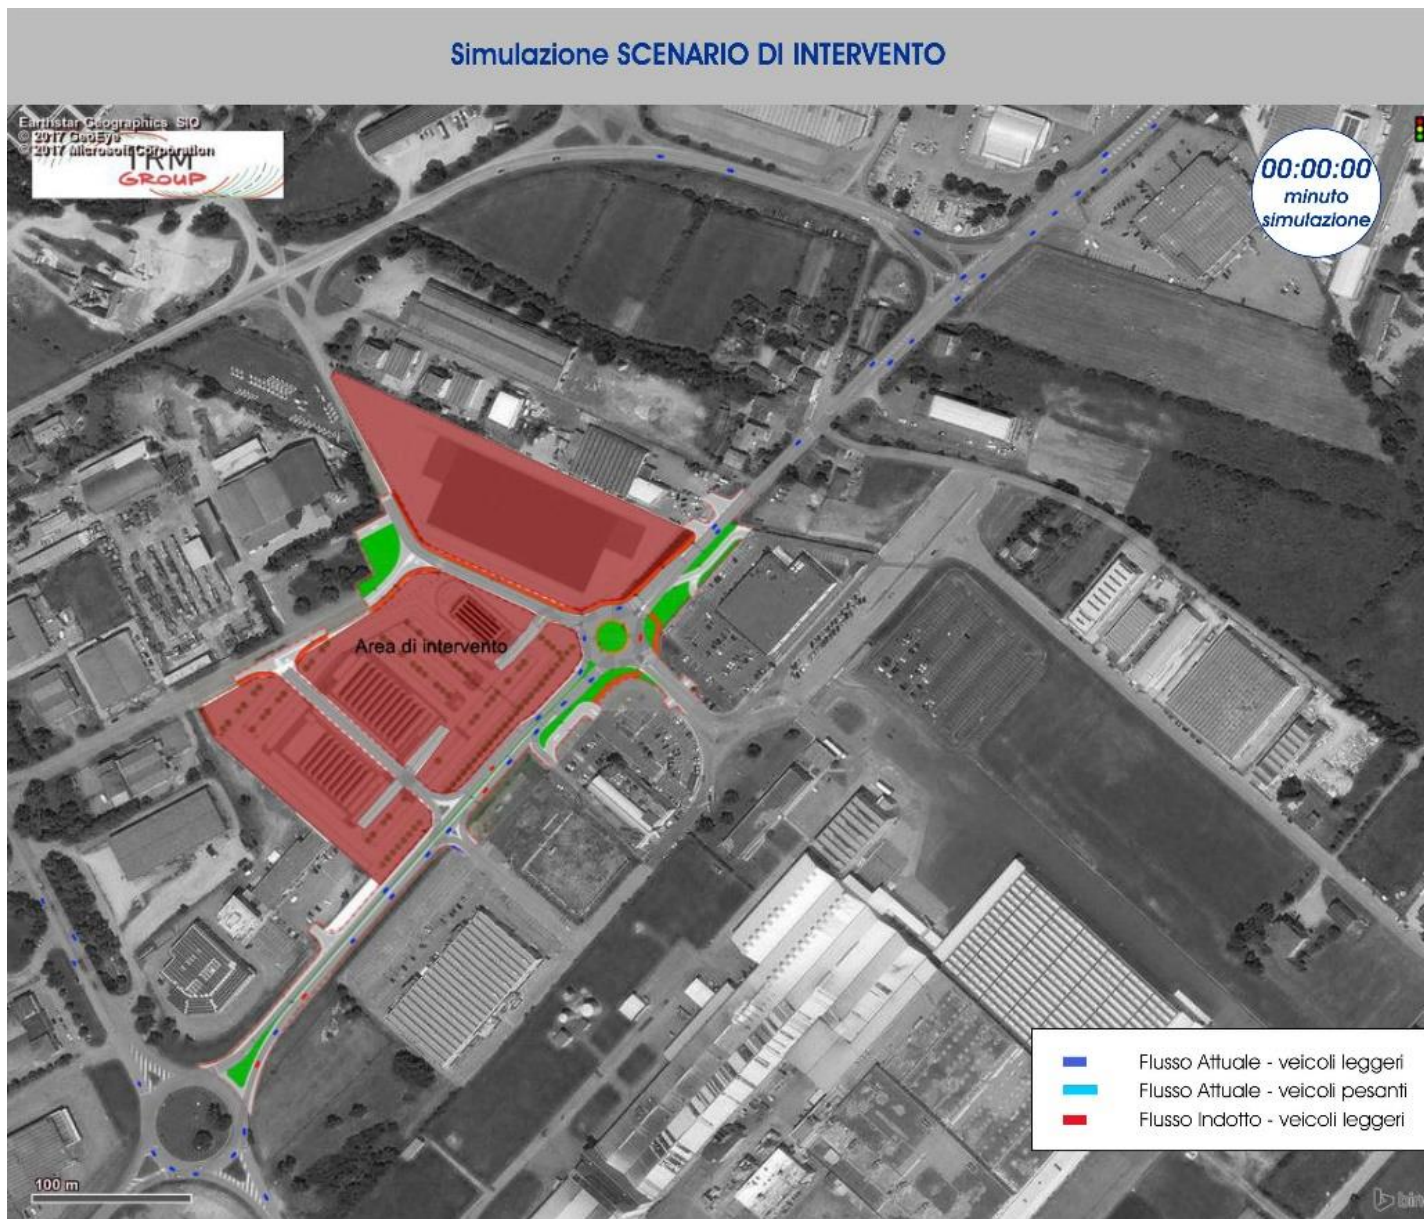 Simulazione SCENARIO DI INTERVENTO
Earthstar Geographics SIO
© 2017 GeoEye
© 2017 Microsoft Corporation
TRM
GROUP
00:00:00
minuto
simulazione
Area di intervento
Flusso Attuale - veicoli leggeri
Flusso Attuale - veicoli pesanti
Flusso Indotto - veicoli leggeri
100 m
bin